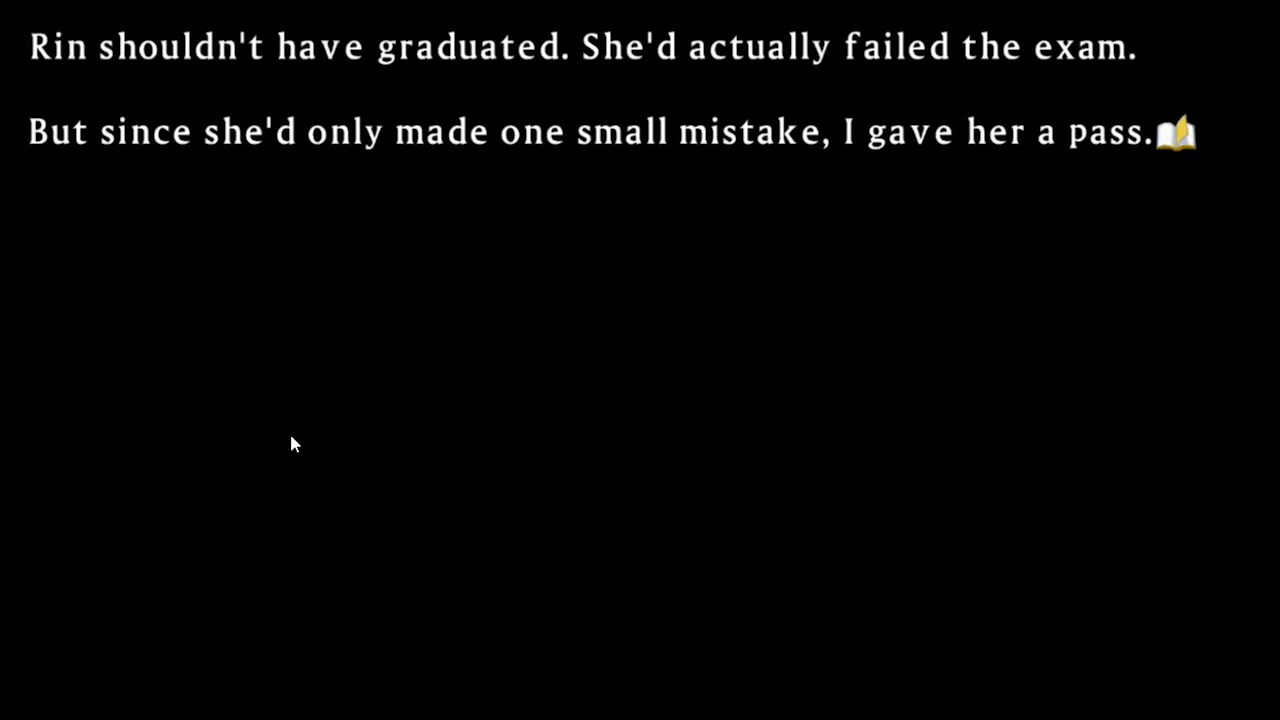 Rin shouldn't have graduated. She'd actually failed the exam.
But since she'd only made one small mistake, I gave her a pass.